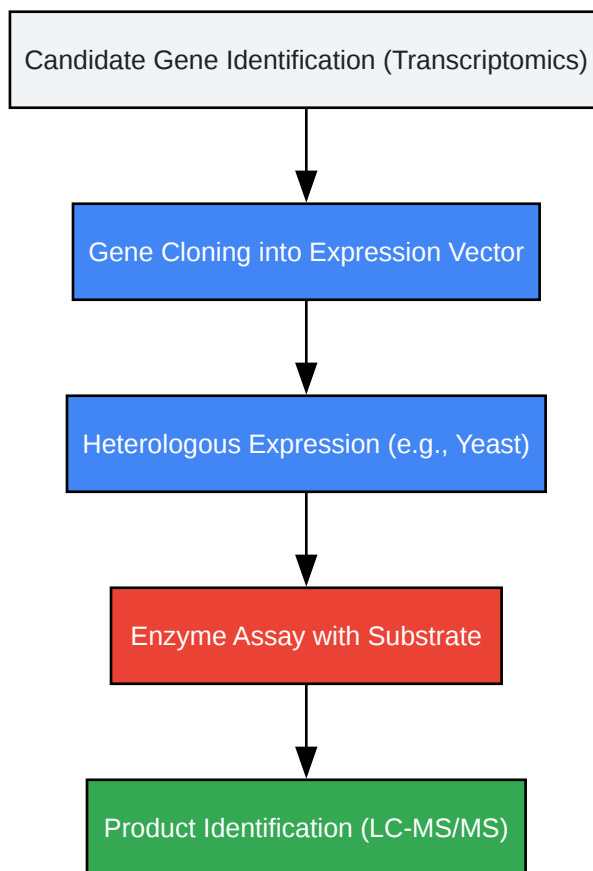 Candidate Gene Identification (Transcriptomics)
Gene Cloning into Expression Vector
Heterologous Expression (e.g., Yeast)
Enzyme Assay with Substrate
Product Identification (LC-MS/MS)